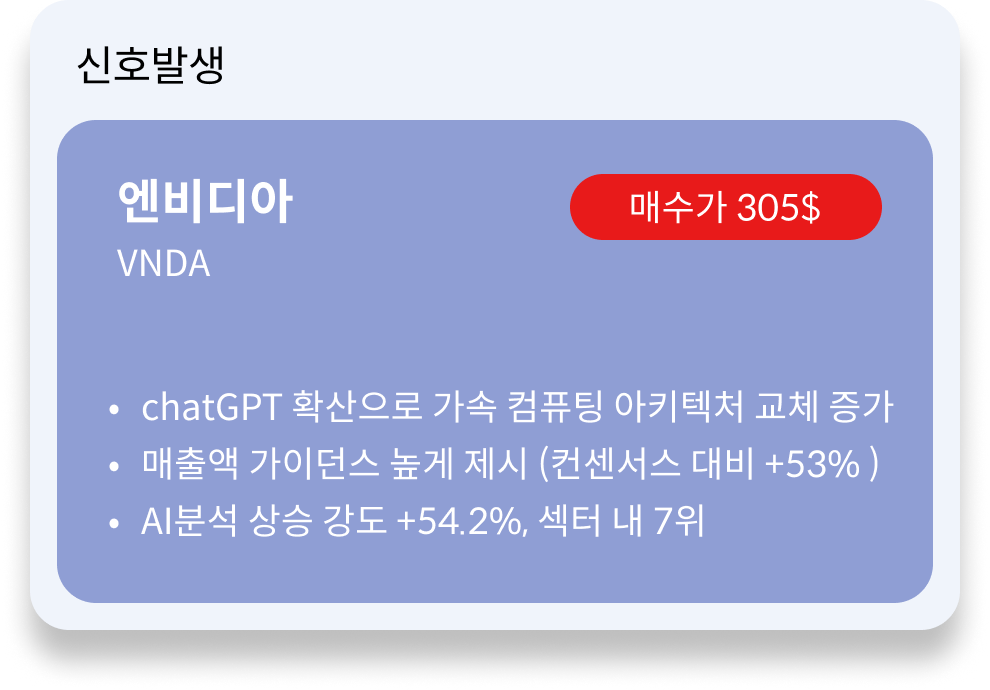 신호발생
엔비디아
매수가 305$
VNDA
• chatGPT 확산으로 가속 컴퓨팅 아키텍처 교체 증가
• 매출액 가이던스 높게 제시 (컨센서스 대비 +53% )
• AI분석 상승 강도 +54.2%, 섹터 내 7위